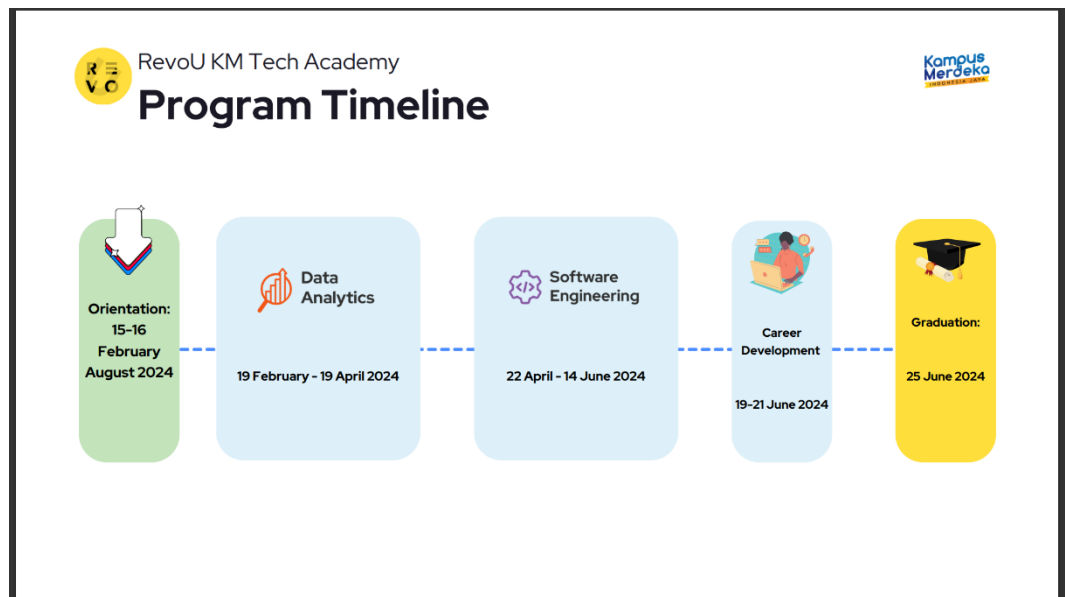 RE
VO
RevoU KM Tech Academy
Program Timeline
Kampus
Merdeka
INDONESIA JAYA
Orientation:
15-16
February
August 2024
Data
Analytics
19 February - 19 April 2024
</>
Software
Engineering
22 April - 14 June 2024
Career
Development
19-21 June 2024
Graduation:
25 June 2024